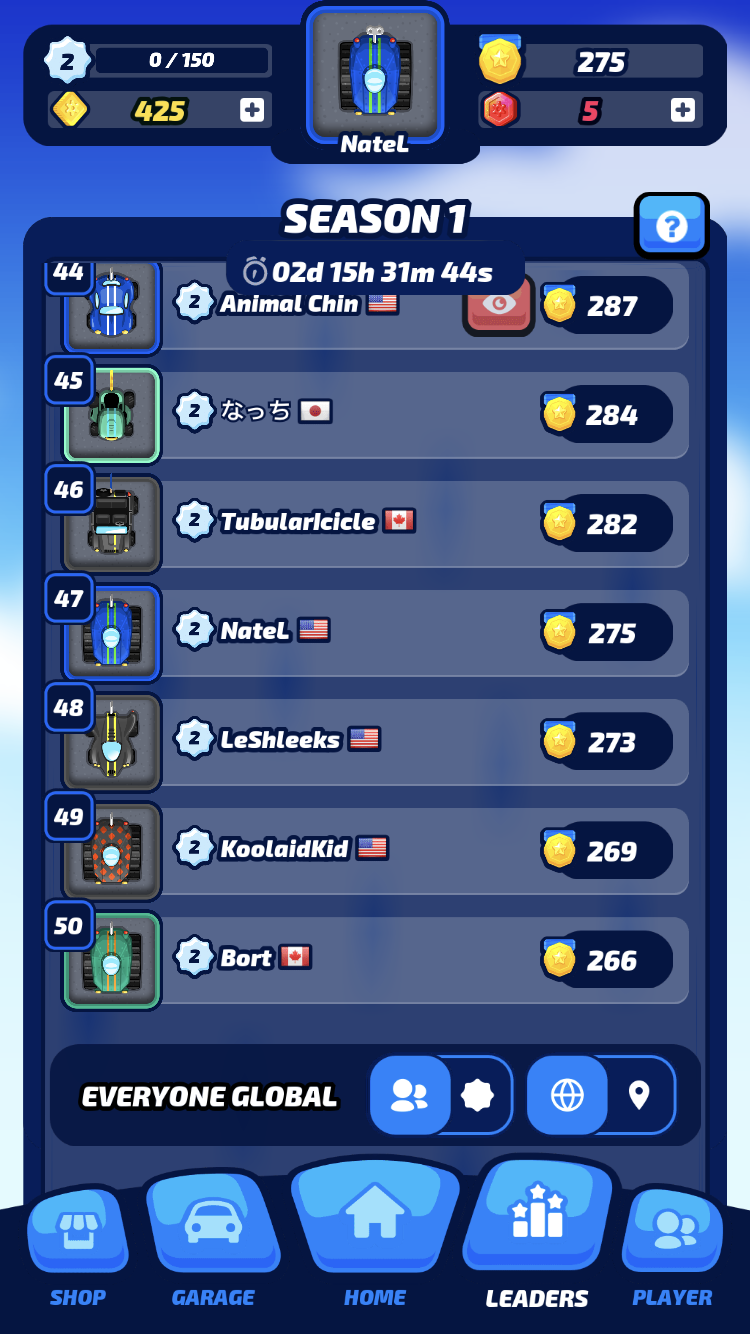 2 0 / 150
425
NateL
275
5
SEASON 1
02d 15h 31m 44s
44 2 Animal Chin 287
45 2 なっち 284
46 2 TubularIcicle 282
47 2 NateL 275
48 2 LeShleeks 273
49 2 KoolaidKid 269
50 2 Bort 266
EVERYONE GLOBAL
SHOP GARAGE HOME LEADERS PLAYER